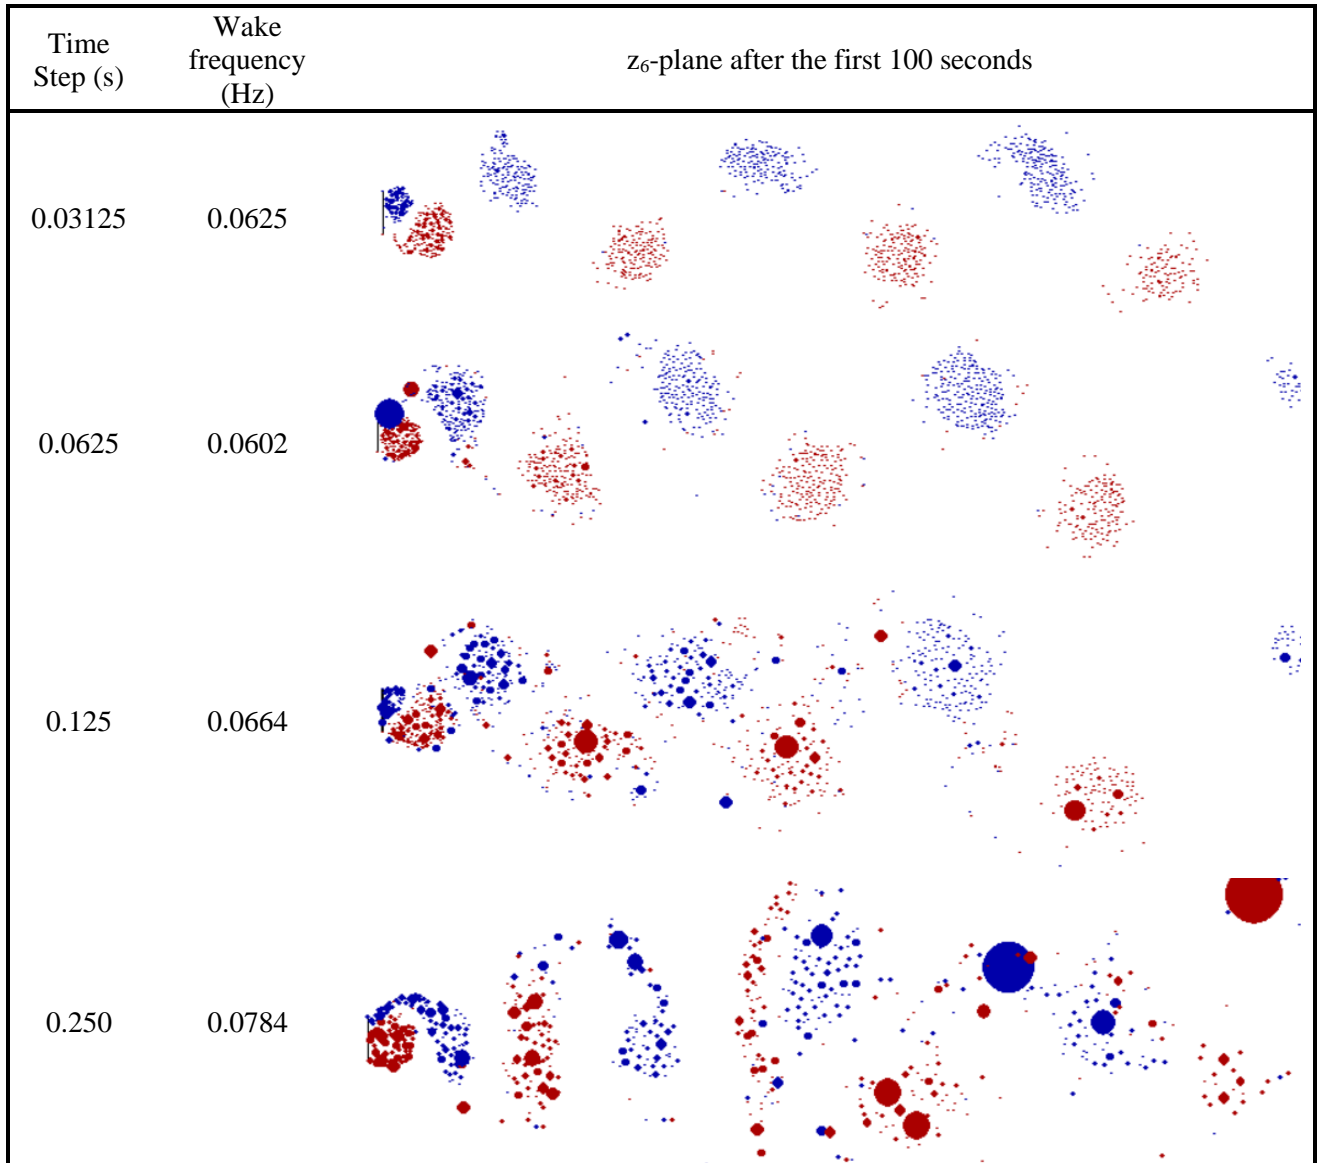 Time
Step (s)
Wake
frequency
(Hz)
z₆-plane after the first 100 seconds
0.03125 0.0625
0.0625 0.0602
0.125 0.0664
0.250 0.0784